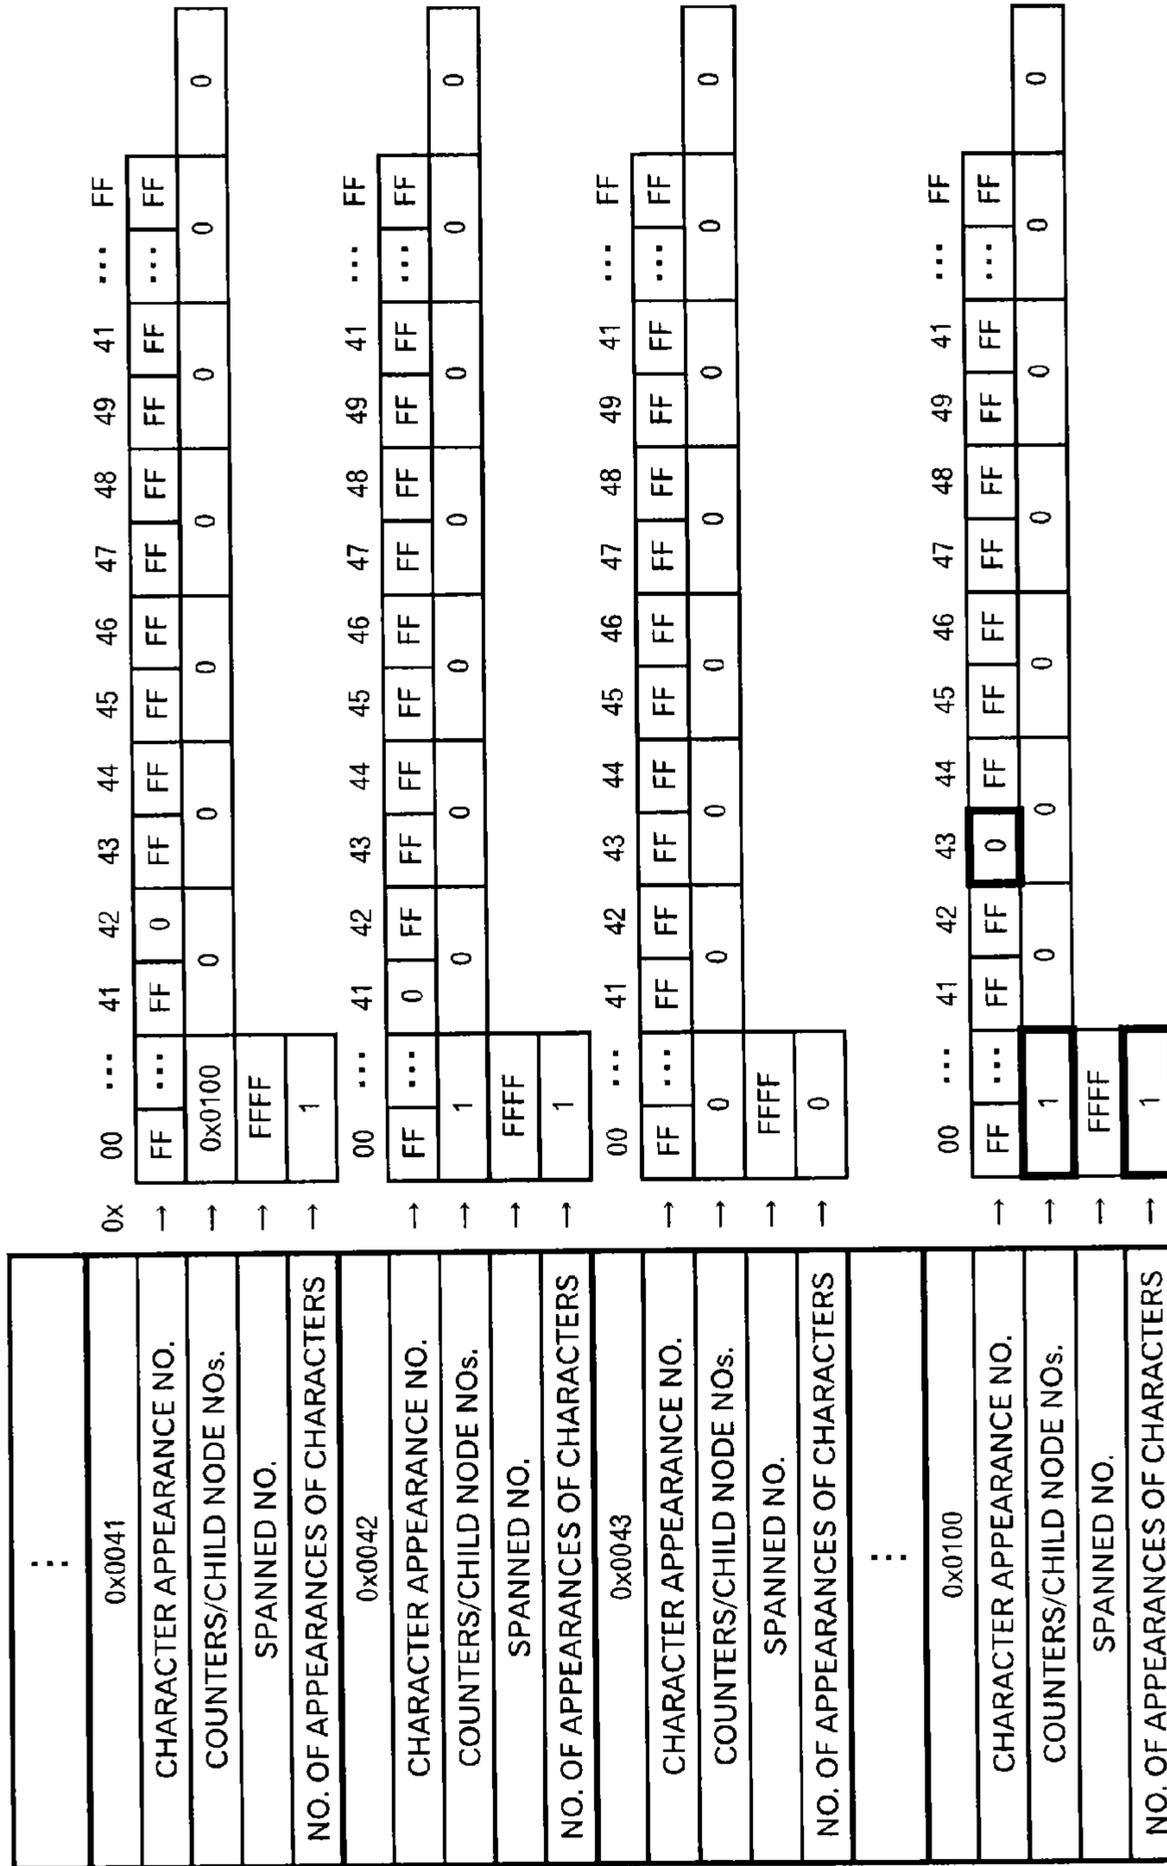 ⋮
0x0041 0x 00 ... 41 42 43 44 45 46 47 48 49 41 ... FF
CHARACTER APPEARANCE NO. → FF ... FF 0 FF FF FF FF FF FF FF FF ... FF
COUNTERS/CHILD NODE NOs. → 0x0100 0 0 0 0 0 0 0
SPANNED NO. → FFFF
NO. OF APPEARANCES OF CHARACTERS → 1
0x0042 00 ... 41 42 43 44 45 46 47 48 49 41 ... FF
CHARACTER APPEARANCE NO. → FF ... 0 FF FF FF FF FF FF FF FF FF ... FF
COUNTERS/CHILD NODE NOs. → 1 0 0 0 0 0 0 0
SPANNED NO. → FFFF
NO. OF APPEARANCES OF CHARACTERS → 1
0x0043 00 ... 41 42 43 44 45 46 47 48 49 41 ... FF
CHARACTER APPEARANCE NO. → FF ... FF FF FF FF FF FF FF FF FF FF ... FF
COUNTERS/CHILD NODE NOs. → 0 0 0 0 0 0 0 0
SPANNED NO. → FFFF
NO. OF APPEARANCES OF CHARACTERS → 0
⋮
0x0100 00 ... 41 42 43 44 45 46 47 48 49 41 ... FF
CHARACTER APPEARANCE NO. → FF ... FF FF 0 FF FF FF FF FF FF FF ... FF
COUNTERS/CHILD NODE NOs. → 1 0 0 0 0 0 0 0
SPANNED NO. → FFFF
NO. OF APPEARANCES OF CHARACTERS → 1